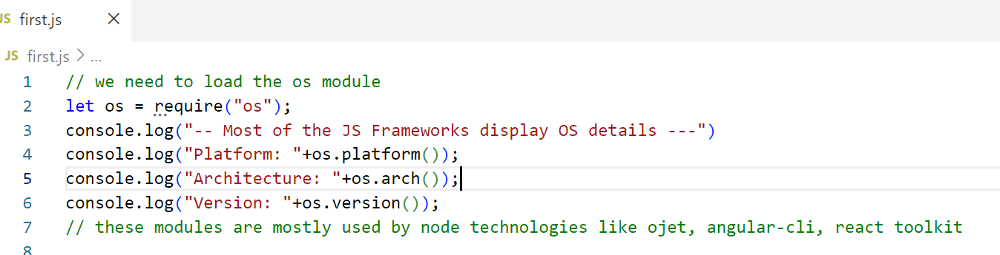 JS first.js ×
JS first.js > ...
1 // we need to load the os module
2 let os = require("os");
3 console.log("-- Most of the JS Frameworks display OS details ---")
4 console.log("Platform: "+os.platform());
5 console.log("Architecture: "+os.arch());
6 console.log("Version: "+os.version());
7 // these modules are mostly used by node technologies like ojet, angular-cli, react toolkit
8